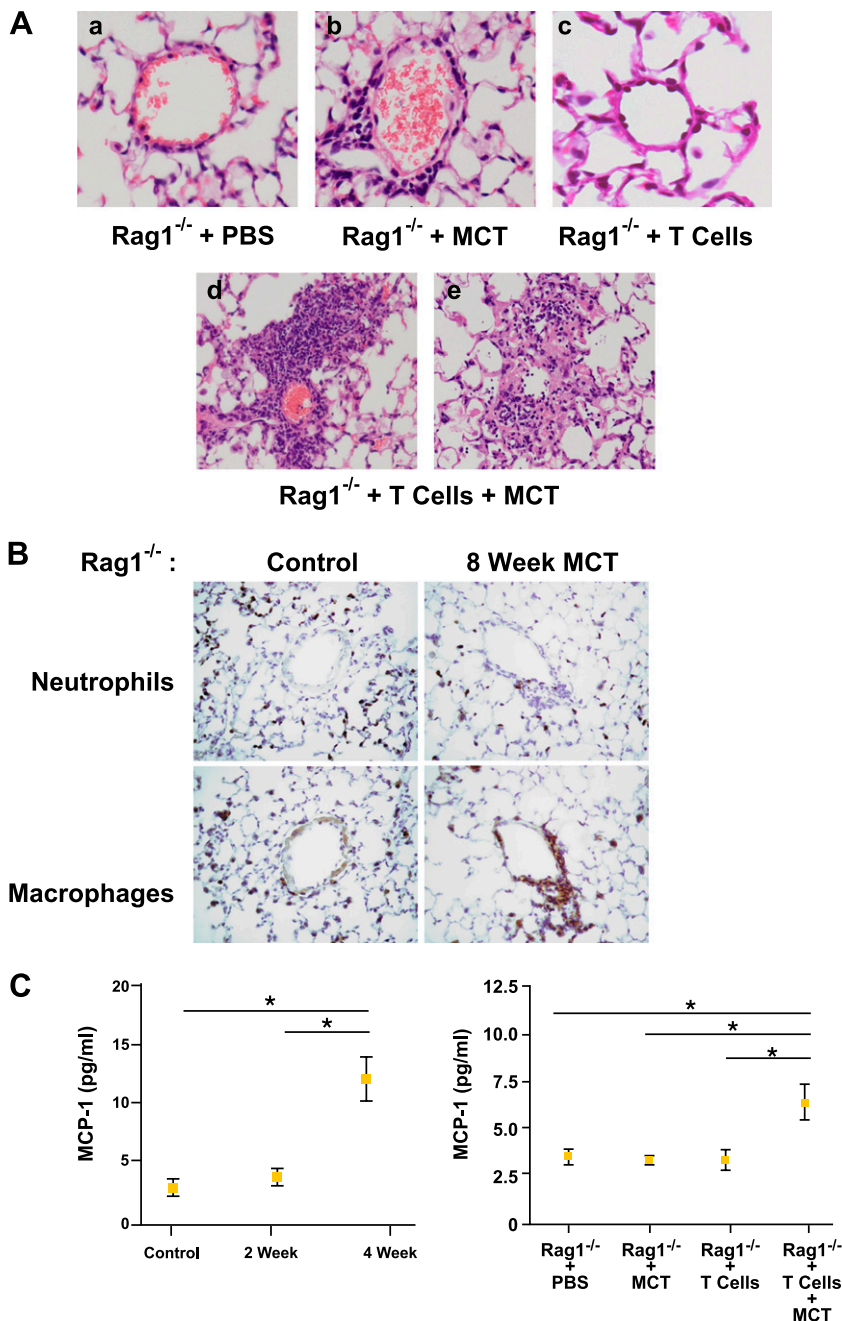 A
a b c
Rag1-/- + PBS Rag1-/- + MCT Rag1-/- + T Cells
d e
Rag1-/- + T Cells + MCT
B
Rag1-/- : Control 8 Week MCT
Neutrophils
Macrophages
C
MCP-1 (pg/ml)
20
15
10
5
0
* *
Control 2 Week 4 Week
MCP-1 (pg/ml)
12.5
10.0
7.5
5.0
2.5
0
* * *
Rag1-/- Rag1-/- Rag1-/- Rag1-/-
+ + + +
PBS MCT T Cells T Cells
+
MCT